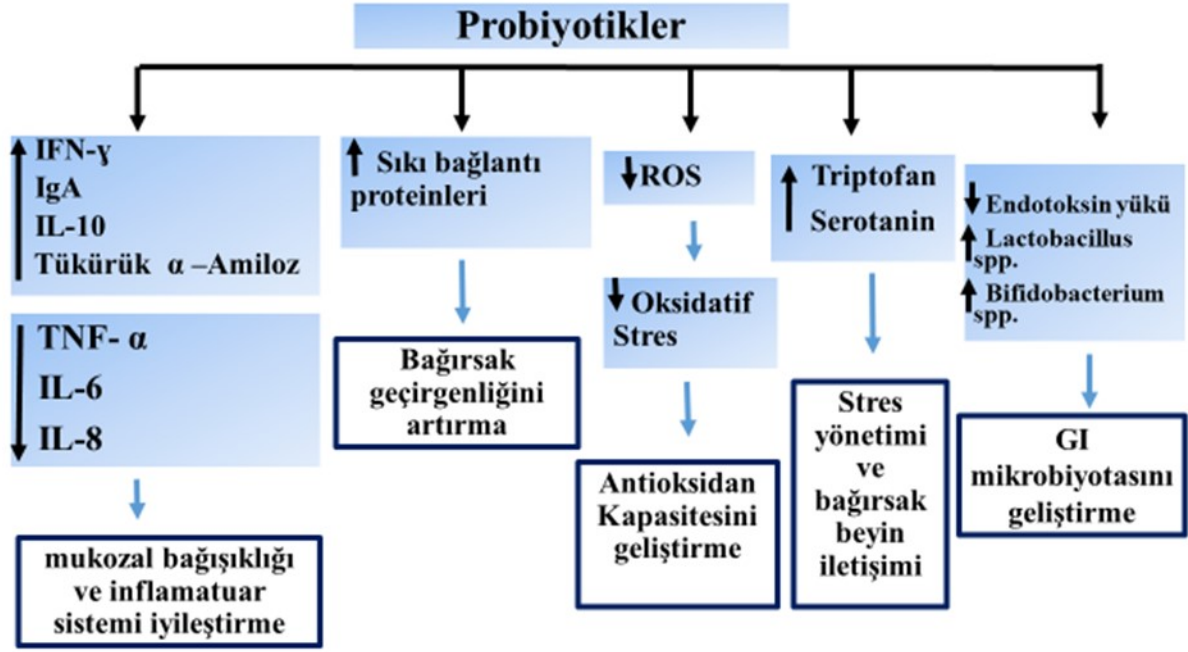 Probiyotikler
IFN-ɣ
IgA
IL-10
Tükürük α –Amiloz
TNF- α
IL-6
IL-8
mukozal bağışıklığı
ve inflamatuar
sistemi iyileştirme
Sıkı bağlantı
proteinleri
Bağırsak
geçirgenliğini
artırma
ROS
Oksidatif
Stres
Antioksidan
Kapasitesini
geliştirme
Triptofan
Serotanin
Stres
yönetimi
ve
bağırsak
beyin
iletişimi
Endotoksin yükü
Lactobacillus
spp.
Bifidobacterium
spp.
GI
mikrobiyotasını
geliştirme